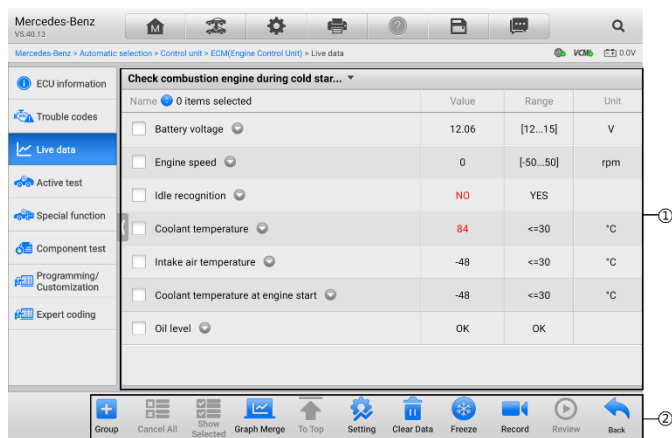 Mercedes-Benz
V5.40.13
Mercedes-Benz > Automatic selection > Control unit > ECM(Engine Control Unit) > Live data
VCMI
0.0V
ECU information
Trouble codes
Live data
Active test
Special function
Component test
Programming/
Customization
Expert coding
Check combustion engine during cold star...
Name 0 items selected Value Range Unit
Battery voltage 12.06 [12...15] V
Engine speed 0 [-50...50] rpm
Idle recognition NO YES
Coolant temperature 84 <=30 °C
Intake air temperature -48 <=30 °C
Coolant temperature at engine start -48 <=30 °C
Oil level OK OK
①
Group
Cancel All
Show
Selected
Graph Merge
To Top
Setting
Clear Data
Freeze
Record
Review
Back
②